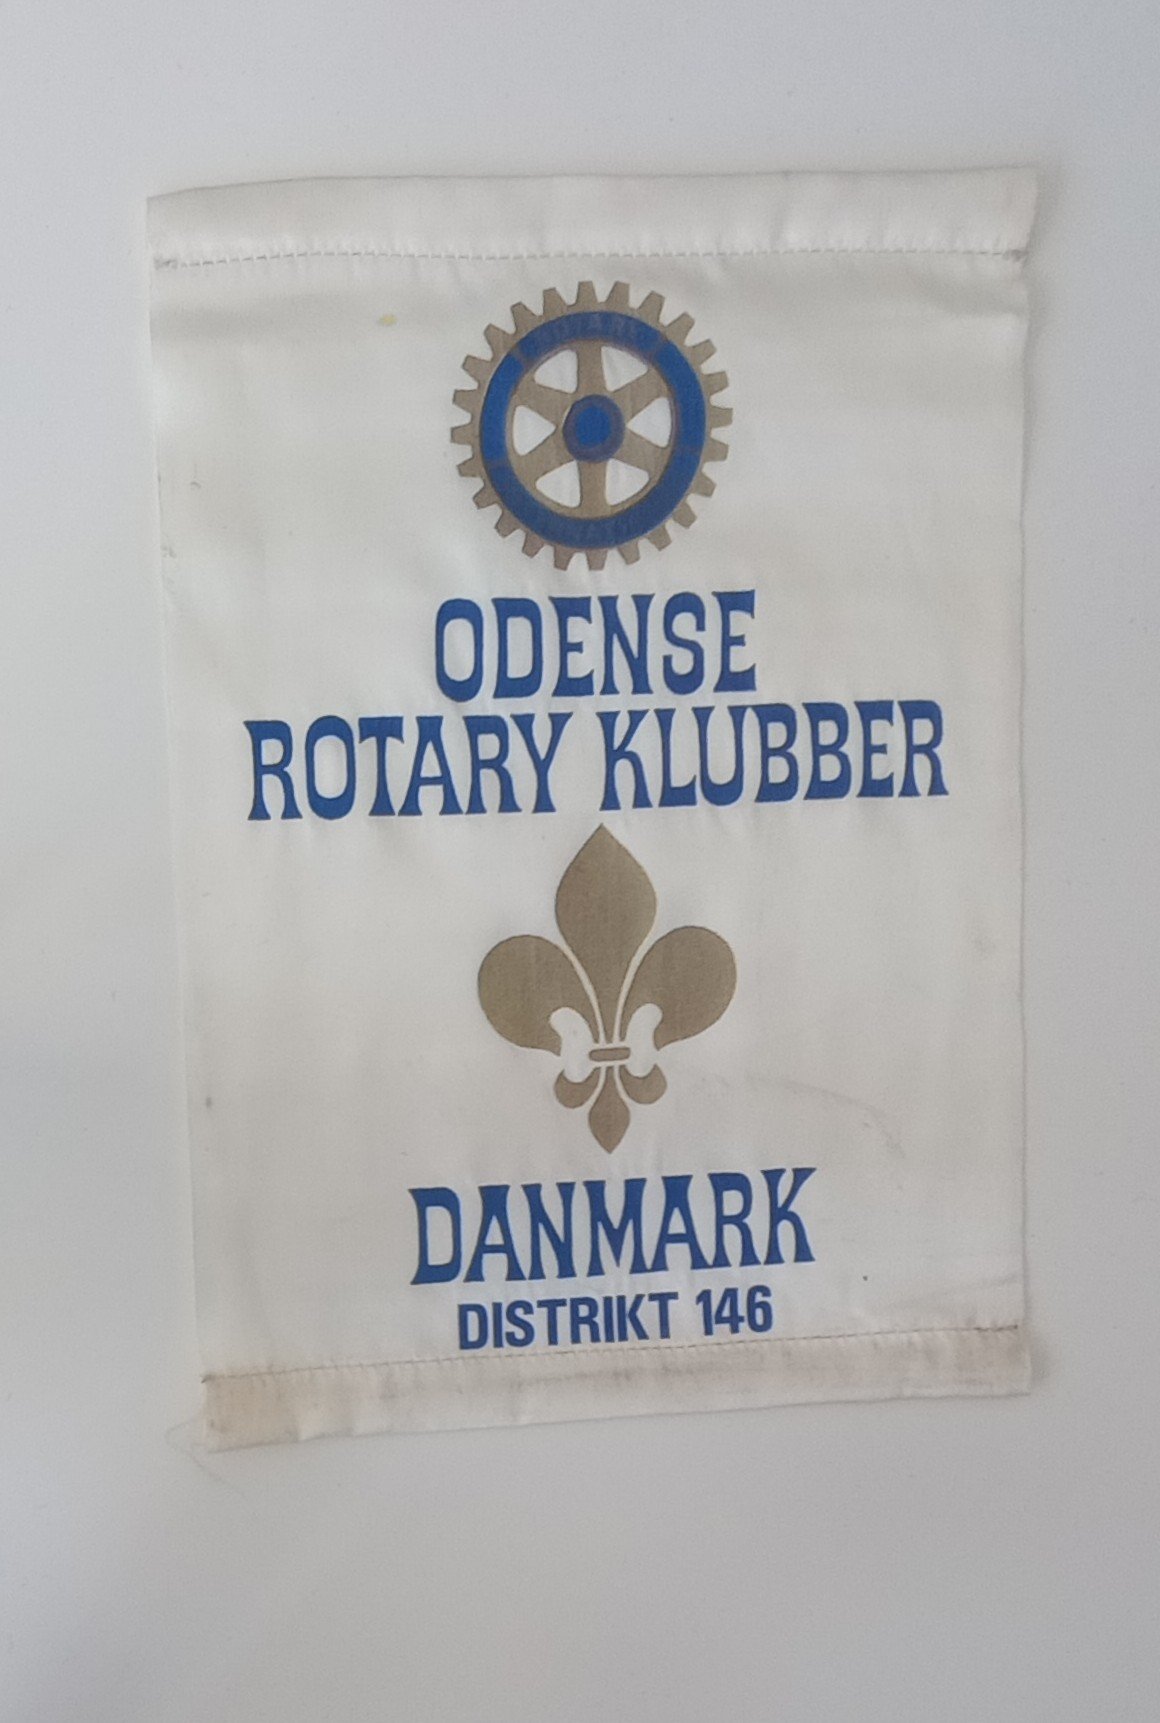 ODENSE
ROTARY KLUBBER
DANMARK
DISTRIKT 146